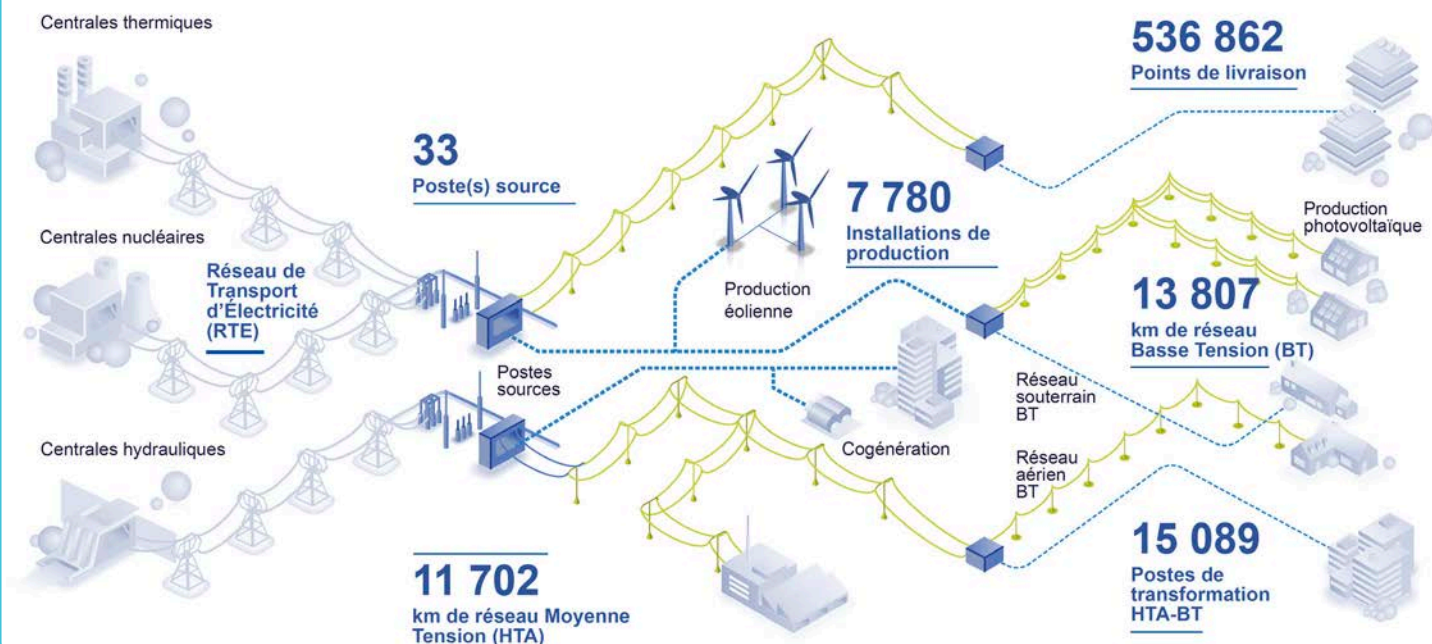 Centrales thermiques
536 862
Points de livraison
33
Poste(s) source
7 780
Installations de
production
Production
photovoltaïque
Centrales nucléaires
Réseau de
Transport
d’Électricité
(RTE)
Production
éolienne
13 807
km de réseau
Basse Tension (BT)
Postes
sources
Réseau
souterrain
BT
Centrales hydrauliques
Cogénération
Réseau
aérien
BT
11 702
km de réseau Moyenne
Tension (HTA)
15 089
Postes de
transformation
HTA-BT